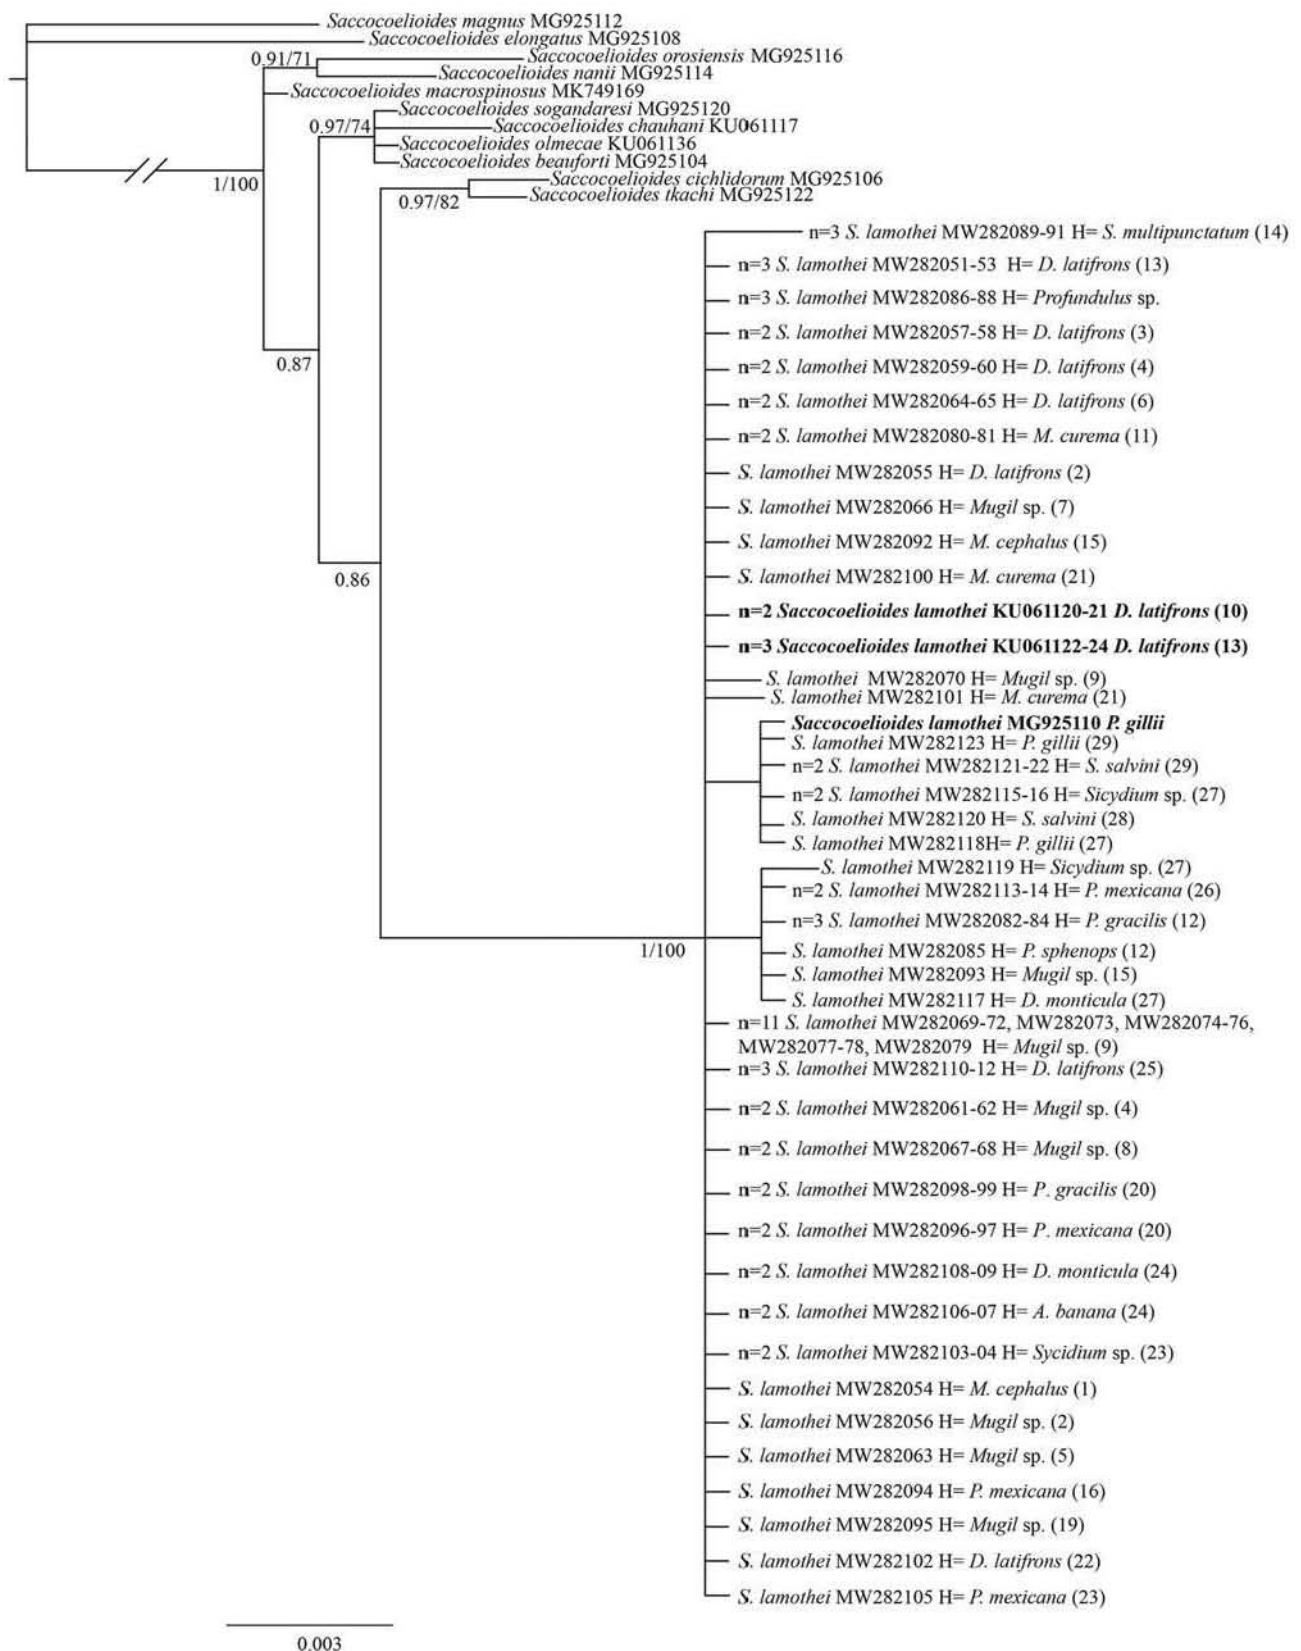 Saccocoelioides magnus MG925112
Saccocoelioides elongatus MG925108
Saccocoelioides orosiensis MG925116
0.91/71
Saccocoelioides nanii MG925114
Saccocoelioides macrospinosus MK749169
Saccocoelioides sogandaresi MG925120
0.97/74
Saccocoelioides chauhani KU061117
Saccocoelioides olmecae KU061136
Saccocoelioides beauforti MG925104
1/100
Saccocoelioides cichlidorum MG925106
0.97/82
Saccocoelioides tkachi MG925122
n=3 S. lamothei MW282089-91 H= S. multipunctatum (14)
n=3 S. lamothei MW282051-53 H= D. latifrons (13)
n=3 S. lamothei MW282086-88 H= Profundulus sp.
n=2 S. lamothei MW282057-58 H= D. latifrons (3)
0.87
n=2 S. lamothei MW282059-60 H= D. latifrons (4)
n=2 S. lamothei MW282064-65 H= D. latifrons (6)
n=2 S. lamothei MW282080-81 H= M. curema (11)
S. lamothei MW282055 H= D. latifrons (2)
S. lamothei MW282066 H= Mugil sp. (7)
S. lamothei MW282092 H= M. cephalus (15)
0.86
S. lamothei MW282100 H= M. curema (21)
n=2 Saccocoelioides lamothei KU061120-21 D. latifrons (10)
n=3 Saccocoelioides lamothei KU061122-24 D. latifrons (13)
S. lamothei MW282070 H= Mugil sp. (9)
S. lamothei MW282101 H= M. curema (21)
Saccocoelioides lamothei MG925110 P. gillii
S. lamothei MW282123 H= P. gillii (29)
n=2 S. lamothei MW282121-22 H= S. salvini (29)
n=2 S. lamothei MW282115-16 H= Sicydium sp. (27)
S. lamothei MW282120 H= S. salvini (28)
S. lamothei MW282118H= P. gillii (27)
S. lamothei MW282119 H= Sicydium sp. (27)
n=2 S. lamothei MW282113-14 H= P. mexicana (26)
n=3 S. lamothei MW282082-84 H= P. gracilis (12)
1/100
S. lamothei MW282085 H= P. sphenops (12)
S. lamothei MW282093 H= Mugil sp. (15)
S. lamothei MW282117 H= D. monticula (27)
n=11 S. lamothei MW282069-72, MW282073, MW282074-76,
MW282077-78, MW282079 H= Mugil sp. (9)
n=3 S. lamothei MW282110-12 H= D. latifrons (25)
n=2 S. lamothei MW282061-62 H= Mugil sp. (4)
n=2 S. lamothei MW282067-68 H= Mugil sp. (8)
n=2 S. lamothei MW282098-99 H= P. gracilis (20)
n=2 S. lamothei MW282096-97 H= P. mexicana (20)
n=2 S. lamothei MW282108-09 H= D. monticula (24)
n=2 S. lamothei MW282106-07 H= A. banana (24)
n=2 S. lamothei MW282103-04 H= Sycidium sp. (23)
S. lamothei MW282054 H= M. cephalus (1)
S. lamothei MW282056 H= Mugil sp. (2)
S. lamothei MW282063 H= Mugil sp. (5)
S. lamothei MW282094 H= P. mexicana (16)
S. lamothei MW282095 H= Mugil sp. (19)
S. lamothei MW282102 H= D. latifrons (22)
S. lamothei MW282105 H= P. mexicana (23)
0.003